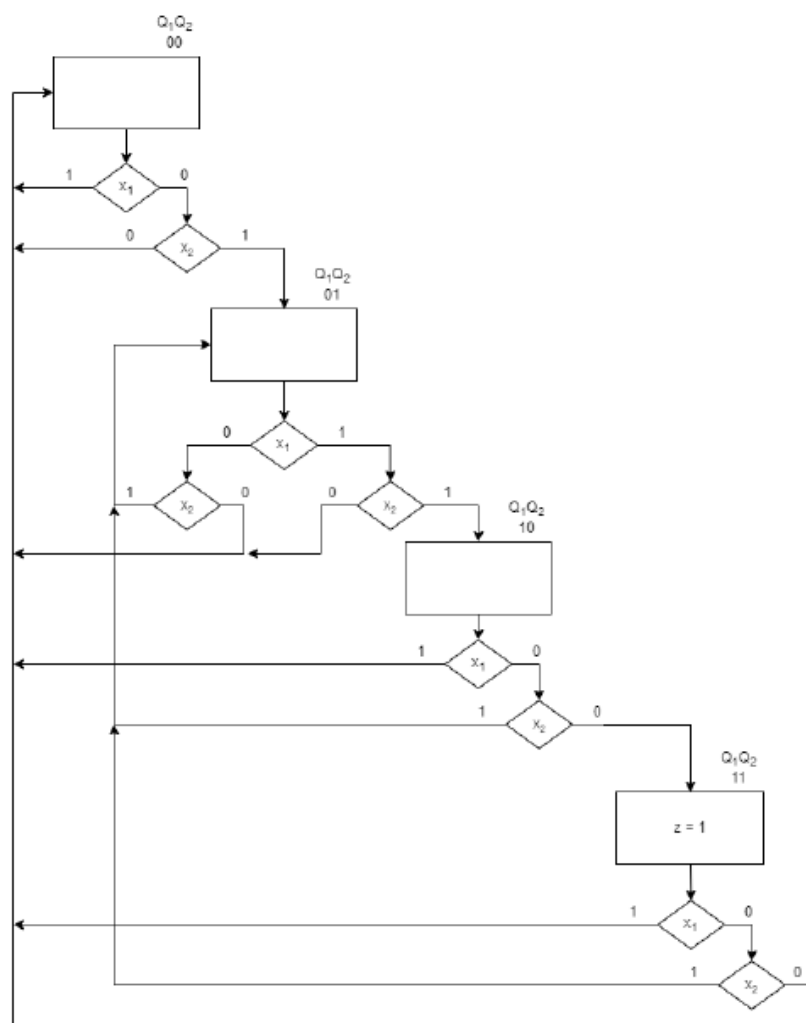 Q₁Q₂
00
1 x₁ 0
0 x₂ 1
Q₁Q₂
01
0 x₁ 1
1 x₂ 0 0 x₂ 1
Q₁Q₂
10
1 x₁ 0
1 x₂ 0
Q₁Q₂
11
z = 1
1 x₁ 0
1 x₂ 0